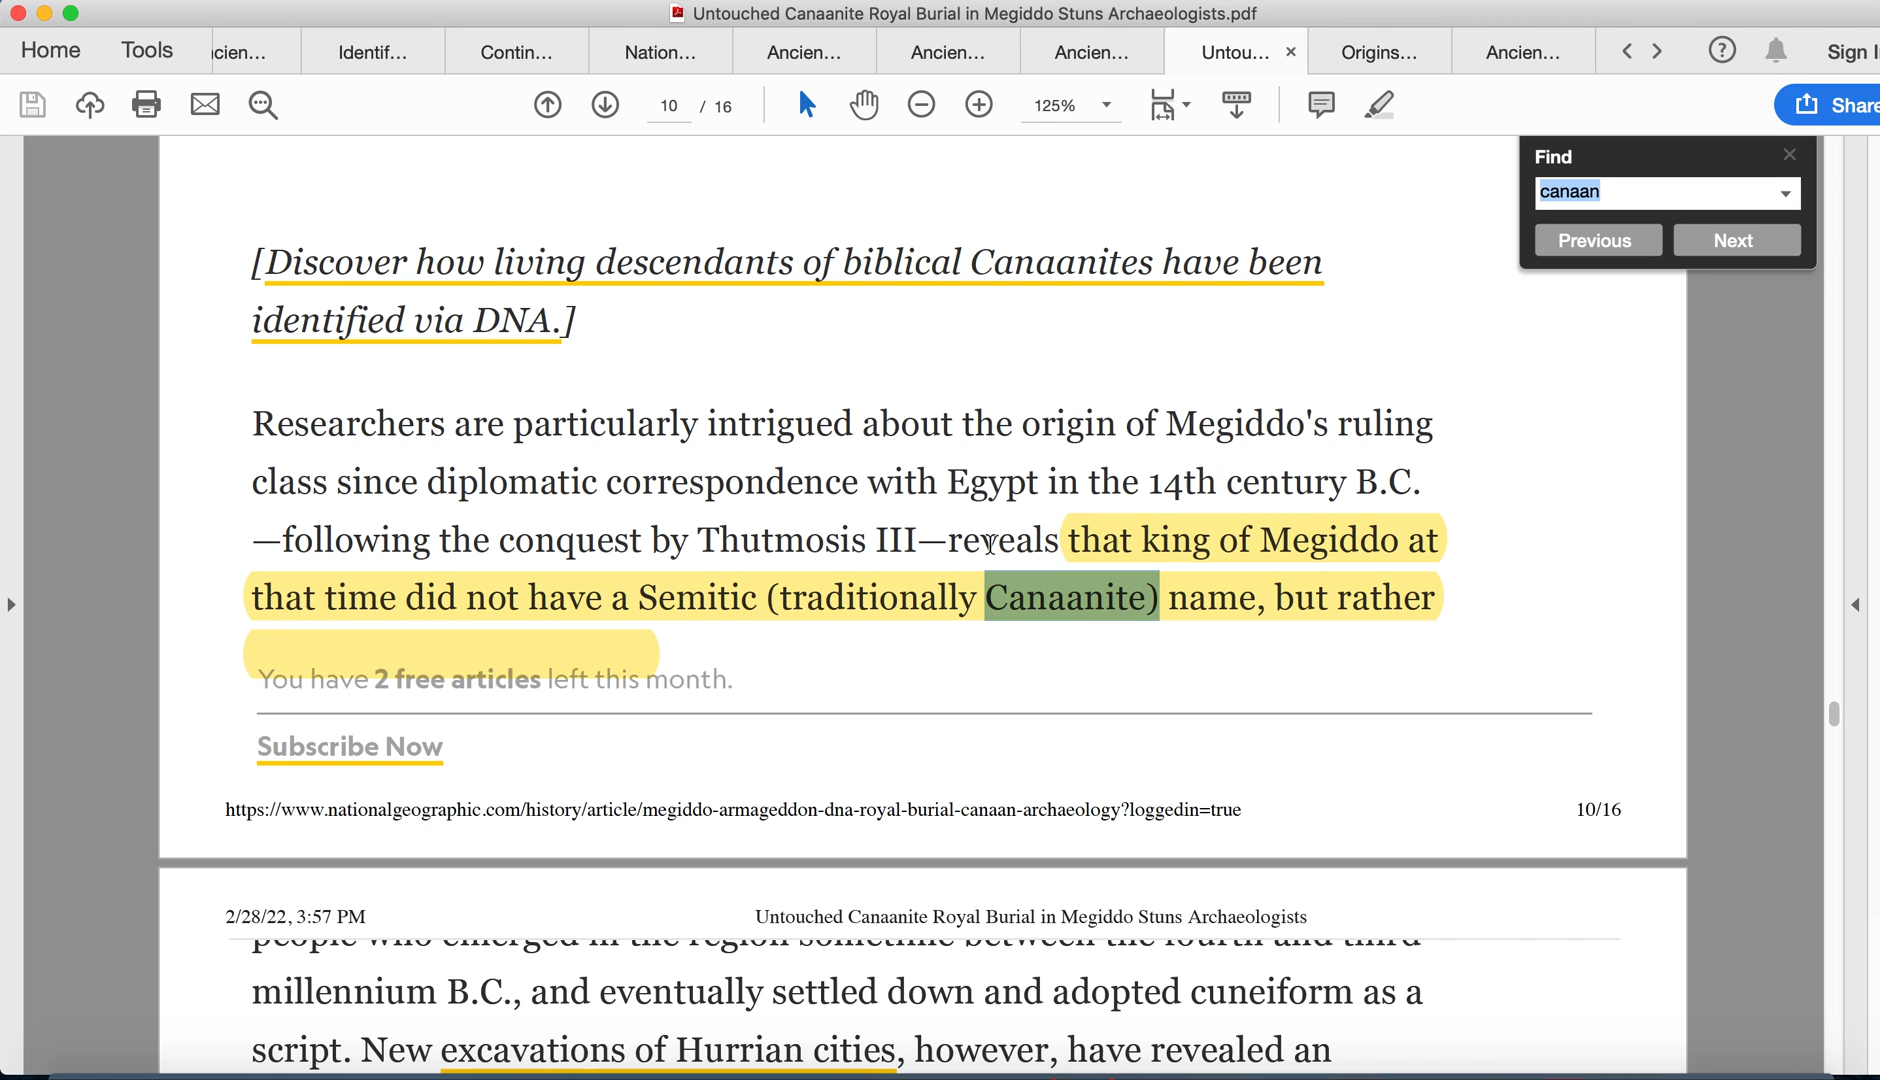 Untouched Canaanite Royal Burial in Megiddo Stuns Archaeologists.pdf
Home Tools cien... Identif... Contin... Nation... Ancien... Ancien... Ancien... Untou... × Origins... Ancien... Sign I
10 / 16 125% Share
Find
canaan
Previous Next
[Discover how living descendants of biblical Canaanites have been
identified via DNA.]
Researchers are particularly intrigued about the origin of Megiddo's ruling
class since diplomatic correspondence with Egypt in the 14th century B.C.
—following the conquest by Thutmosis III—reveals that king of Megiddo at
that time did not have a Semitic (traditionally Canaanite) name, but rather
You have 2 free articles left this month.
Subscribe Now
https://www.nationalgeographic.com/history/article/megiddo-armageddon-dna-royal-burial-canaan-archaeology?loggedin=true 10/16
2/28/22, 3:57 PM Untouched Canaanite Royal Burial in Megiddo Stuns Archaeologists
people who emerged in the region sometime between the fourth and third
millennium B.C., and eventually settled down and adopted cuneiform as a
script. New excavations of Hurrian cities, however, have revealed an